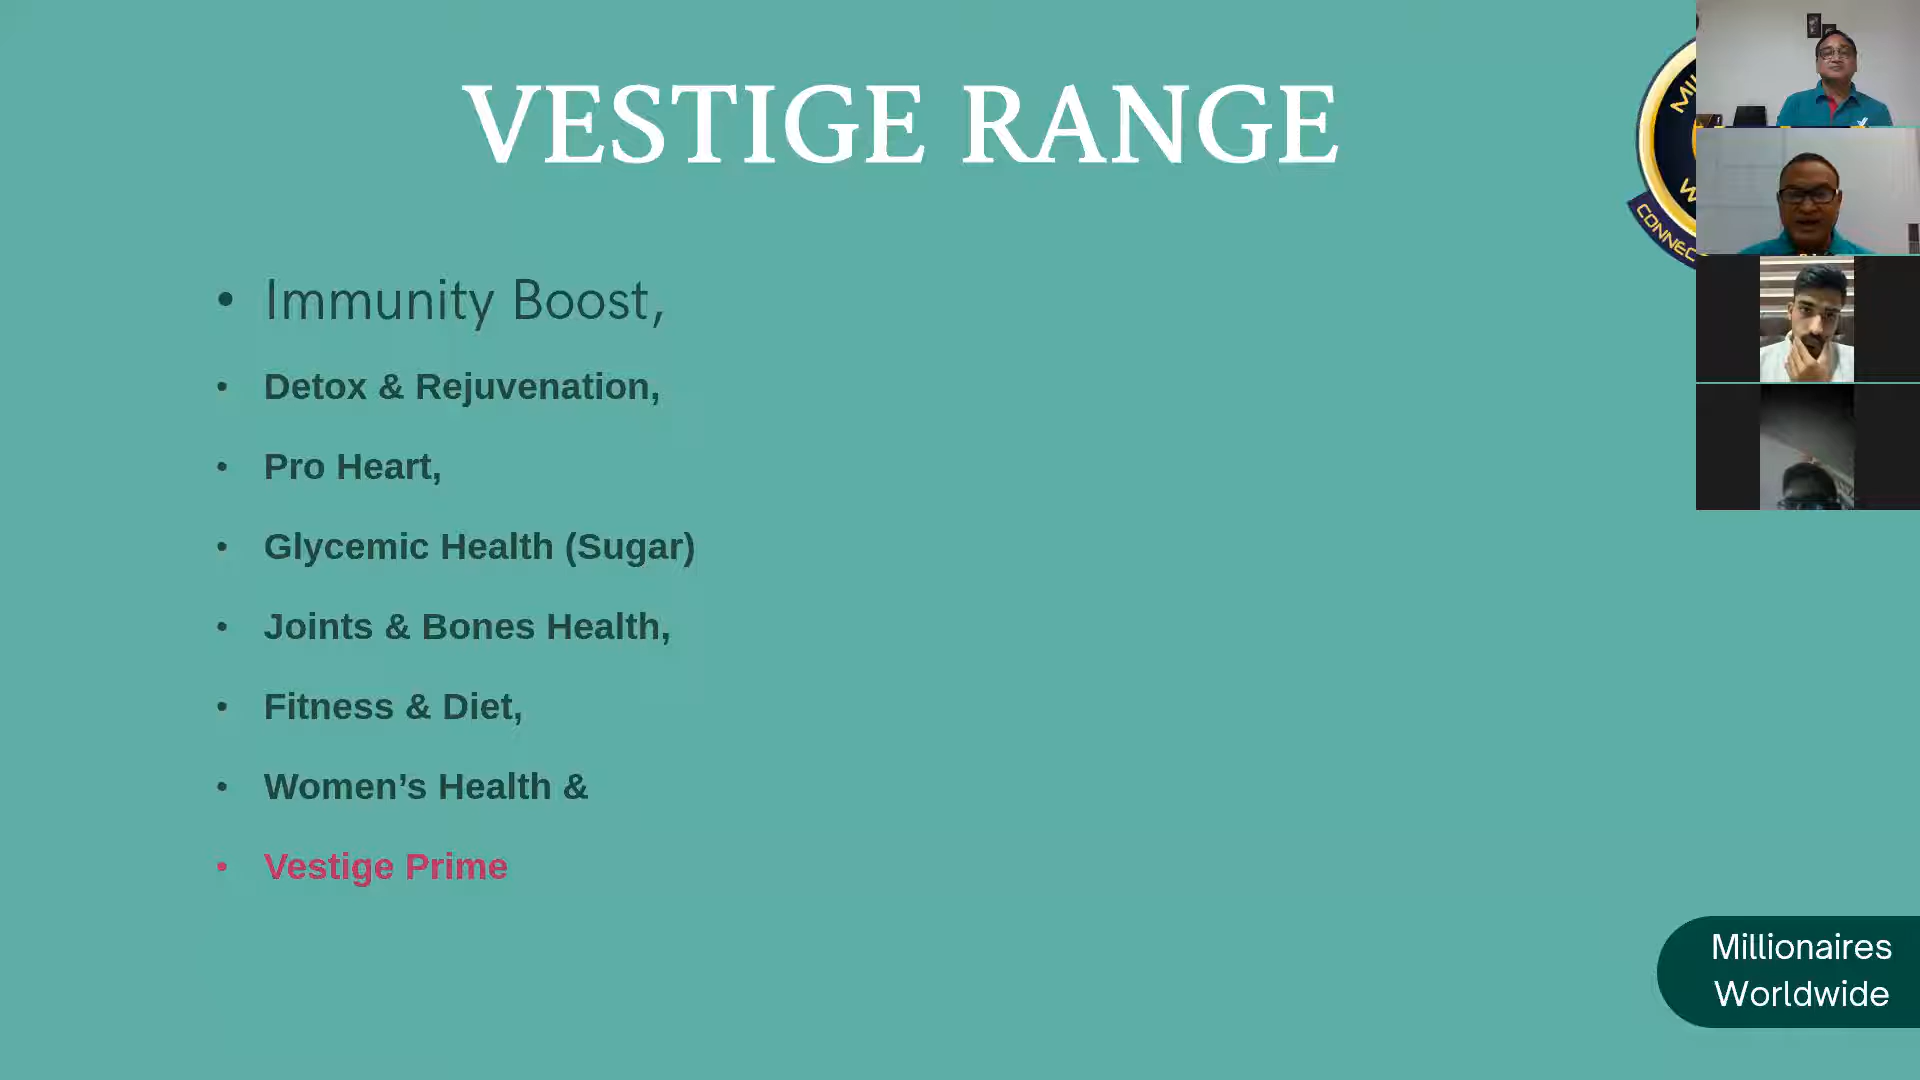 VESTIGE RANGE
• Immunity Boost,
• Detox & Rejuvenation,
• Pro Heart,
• Glycemic Health (Sugar)
• Joints & Bones Health,
• Fitness & Diet,
• Women’s Health &
• Vestige Prime
Millionaires
Worldwide